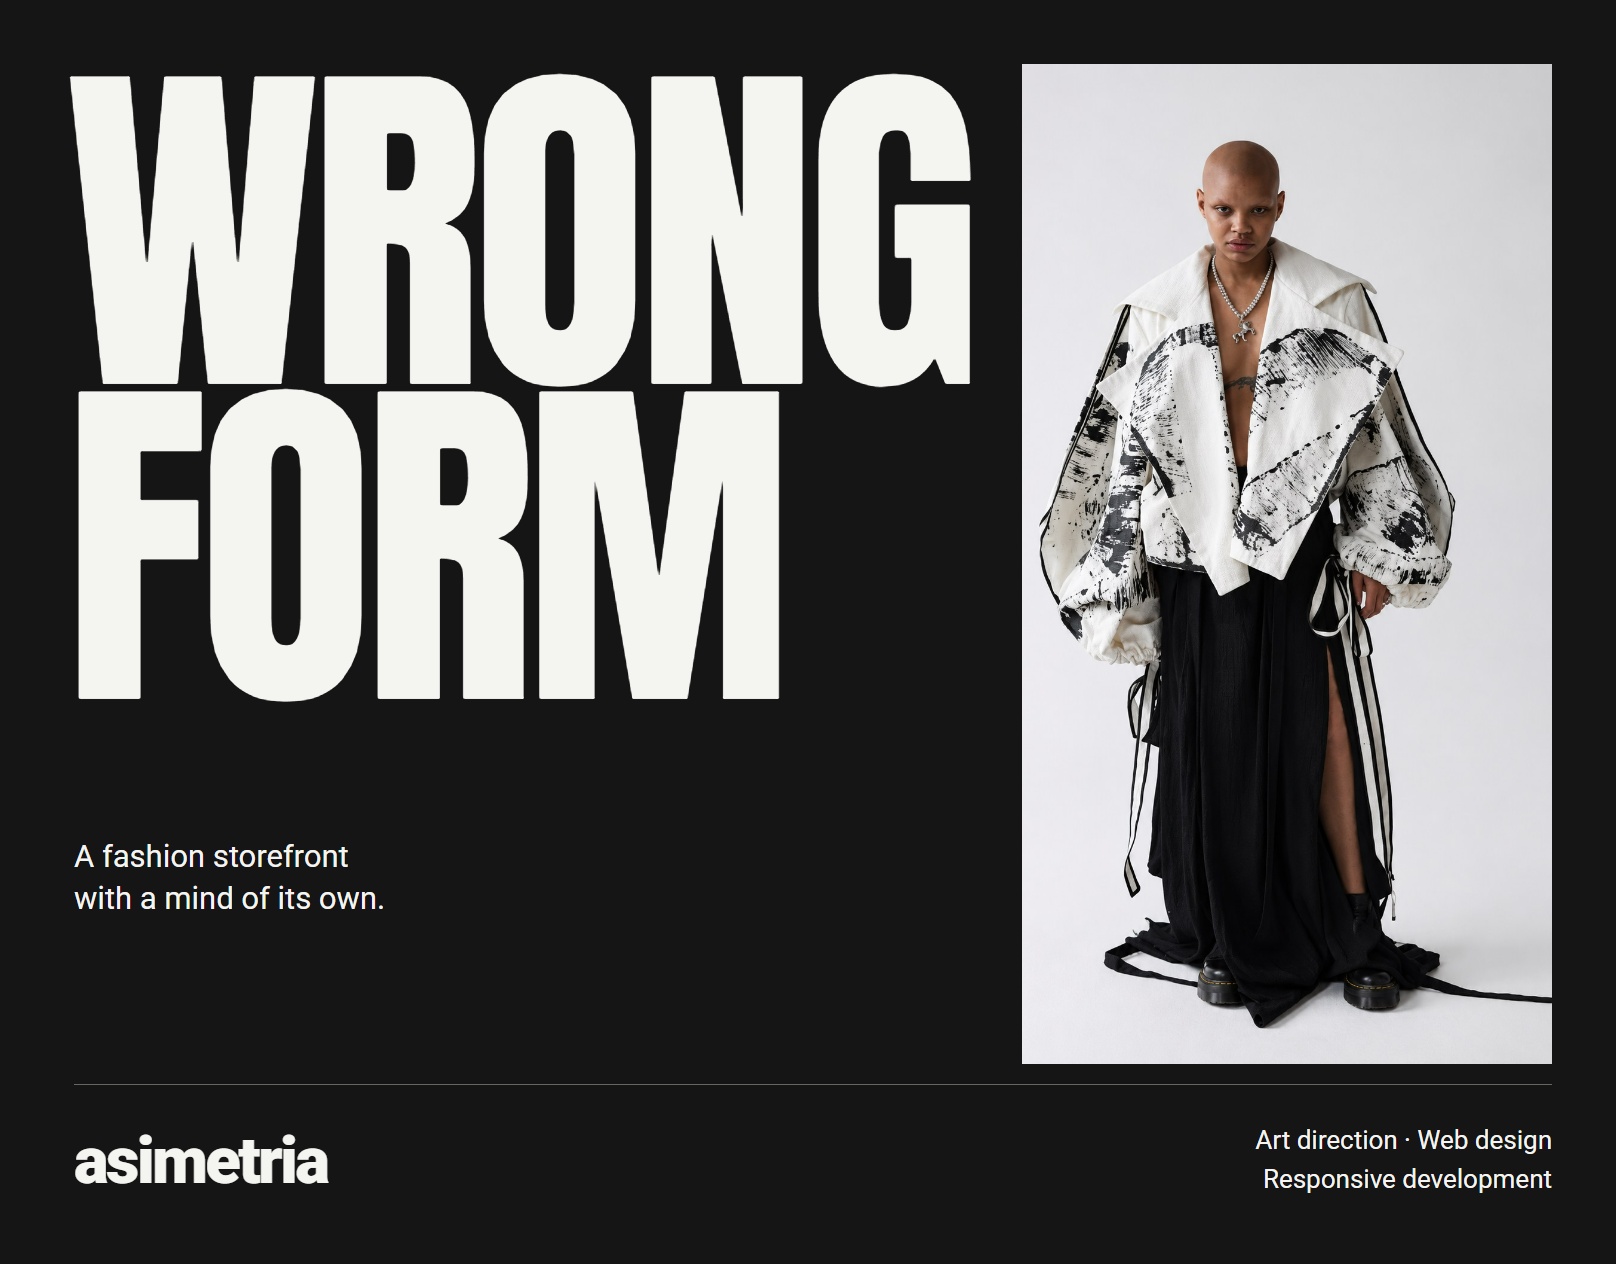 WRONG
FORM
A fashion storefront
with a mind of its own.
asimetria
Art direction · Web design
Responsive development